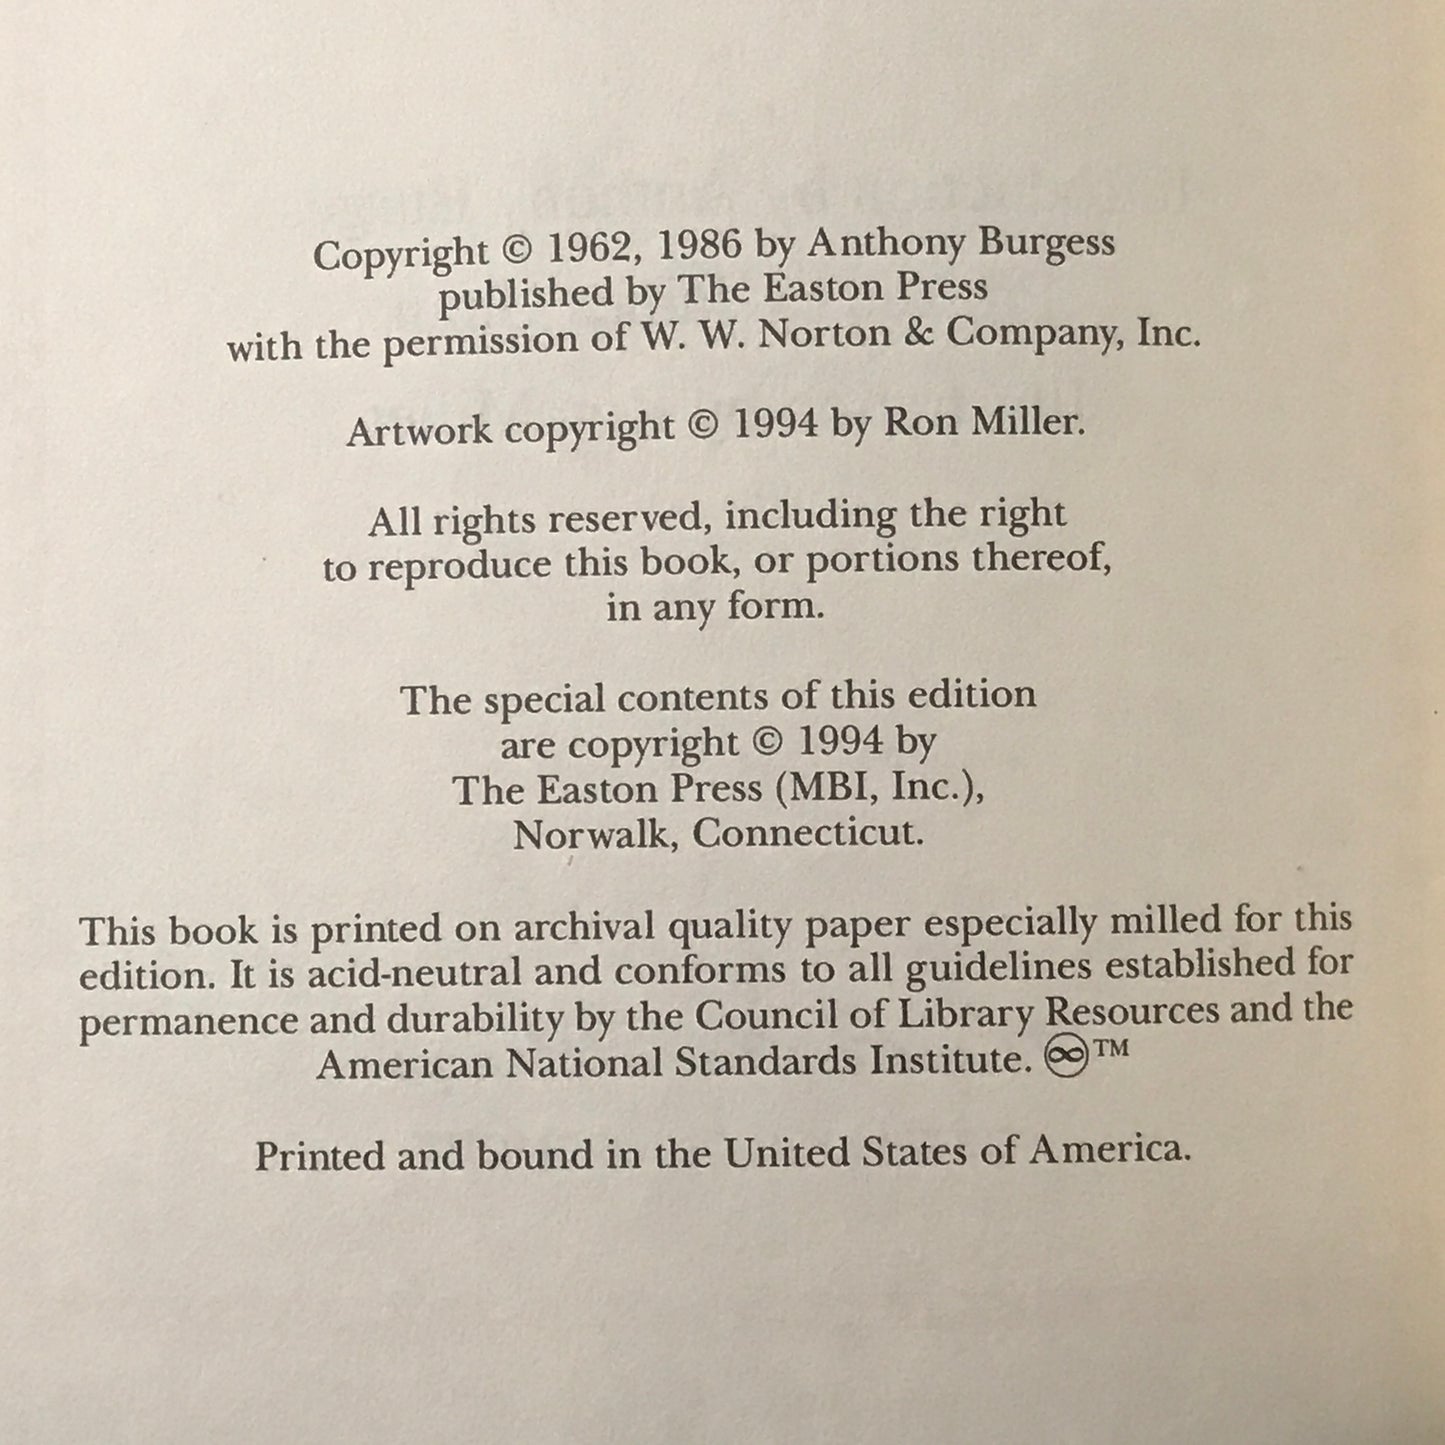 Copyright © 1962, 1986 by Anthony Burgess
published by The Easton Press
with the permission of W. W. Norton & Company, Inc.
Artwork copyright © 1994 by Ron Miller.
All rights reserved, including the right
to reproduce this book, or portions thereof,
in any form.
The special contents of this edition
are copyright © 1994 by
The Easton Press (MBI, Inc.),
Norwalk, Connecticut.
This book is printed on archival quality paper especially milled for this
edition. It is acid-neutral and conforms to all guidelines established for
permanence and durability by the Council of Library Resources and the
American National Standards Institute. ♾™
Printed and bound in the United States of America.